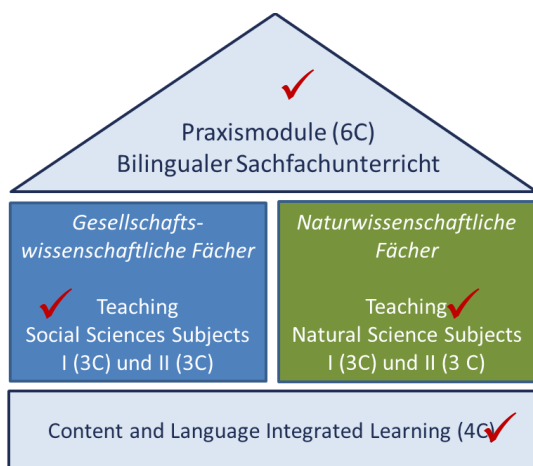 Praxismodule (6C)
Bilingualer Sachfachunterricht
Gesellschafts-
wissenschaftliche Fächer
Teaching
Social Sciences Subjects
I (3C) und II (3C)
Naturwissenschaftliche
Fächer
Teaching
Natural Science Subjects
I (3C) und II (3 C)
Content and Language Integrated Learning (4C)